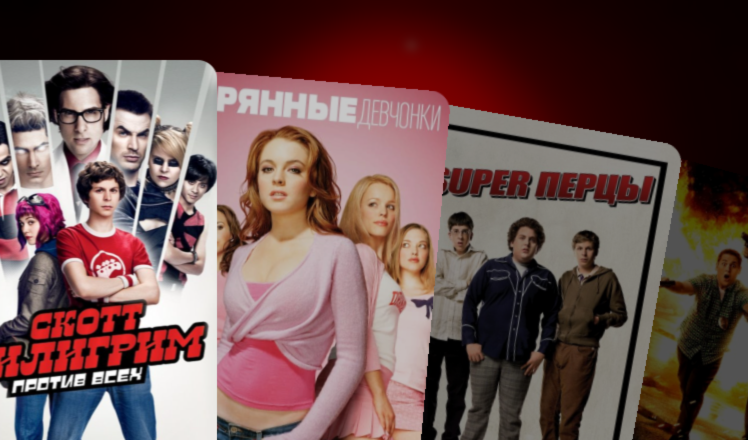 СКОТТ
ИЛИГРИМ
ПРОТИВ ВСЕХ
РЯННЫЕ ДЕВЧОНКИ
SUPER ПЕРЦЫ